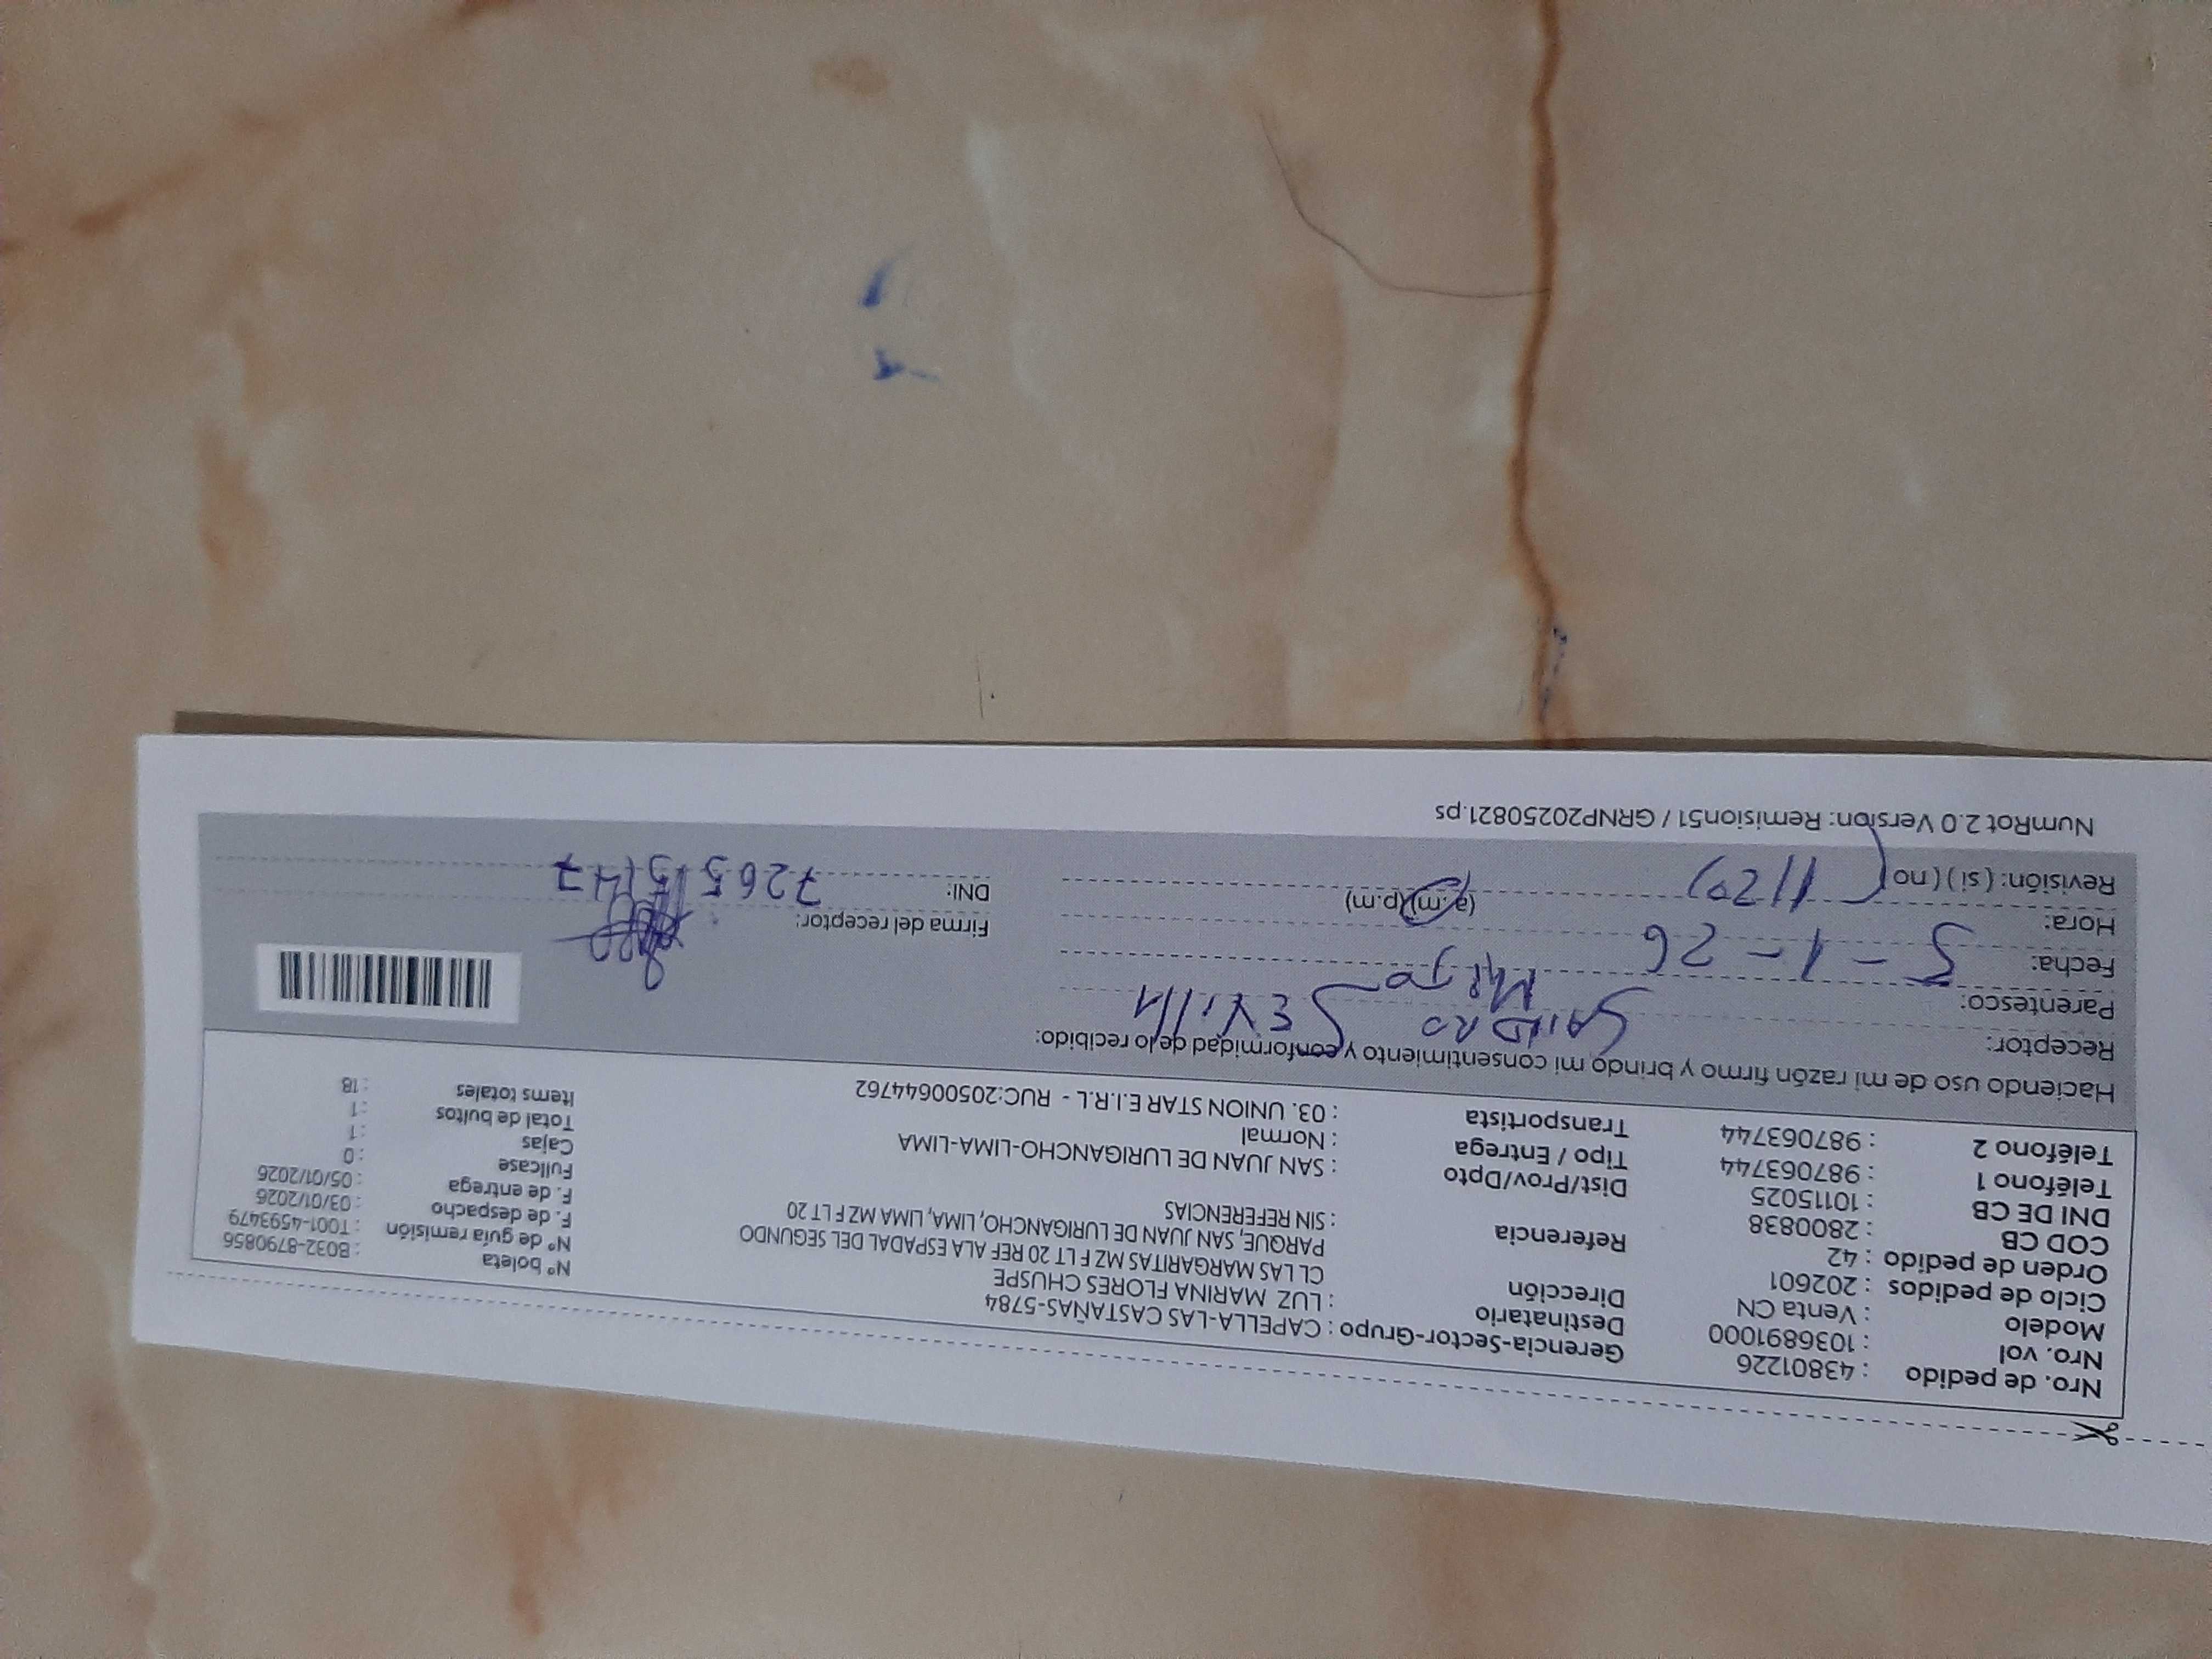 Nro. de pedido : 43801226
Nro. vol : 1036891000
Modelo : Venta CN
Ciclo de pedidos : 202601
Orden de pedido : 42
COD CB : 2800838
DNI DE CB : 10115025
Teléfono 1 : 987063744
Teléfono 2 : 987063744
Gerencia-Sector-Grupo : CAPELLA-LAS CASTAÑAS-5784
Destinatario : LUZ MARINA FLORES CHUSPE
Dirección
CL LAS MARGARITAS MZ F LT 20 REF ALA ESPADAL DEL SEGUNDO
PARQUE, SAN JUAN DE LURIGANCHO, LIMA, LIMA MZ F LT 20
Referencia : SIN REFERENCIAS
Dist/Prov/Dpto : SAN JUAN DE LURIGANCHO-LIMA-LIMA
Tipo / Entrega : Normal
Transportista : 03. UNION STAR E.I.R.L - RUC:20500644762
N° boleta : B032-8790856
N° de guía remisión : T001-4593479
F. de despacho : 03/01/2026
F. de entrega : 05/01/2026
Fullcase : 0
Cajas : 1
Total de bultos : 1
Items totales : 18
Haciendo uso de mi razón firmo y brindo mi consentimiento y conformidad de lo recibido:
Receptor: SANDRO SEVillA
Parentesco:
Fecha: 5-1-26
Hora: 1120 (a.m) (p.m)
Revisión: ( si ) ( no
Firma del receptor:
DNI: 72651547
NumRot 2.0 Version: Remision51 / GRNP20250821.ps